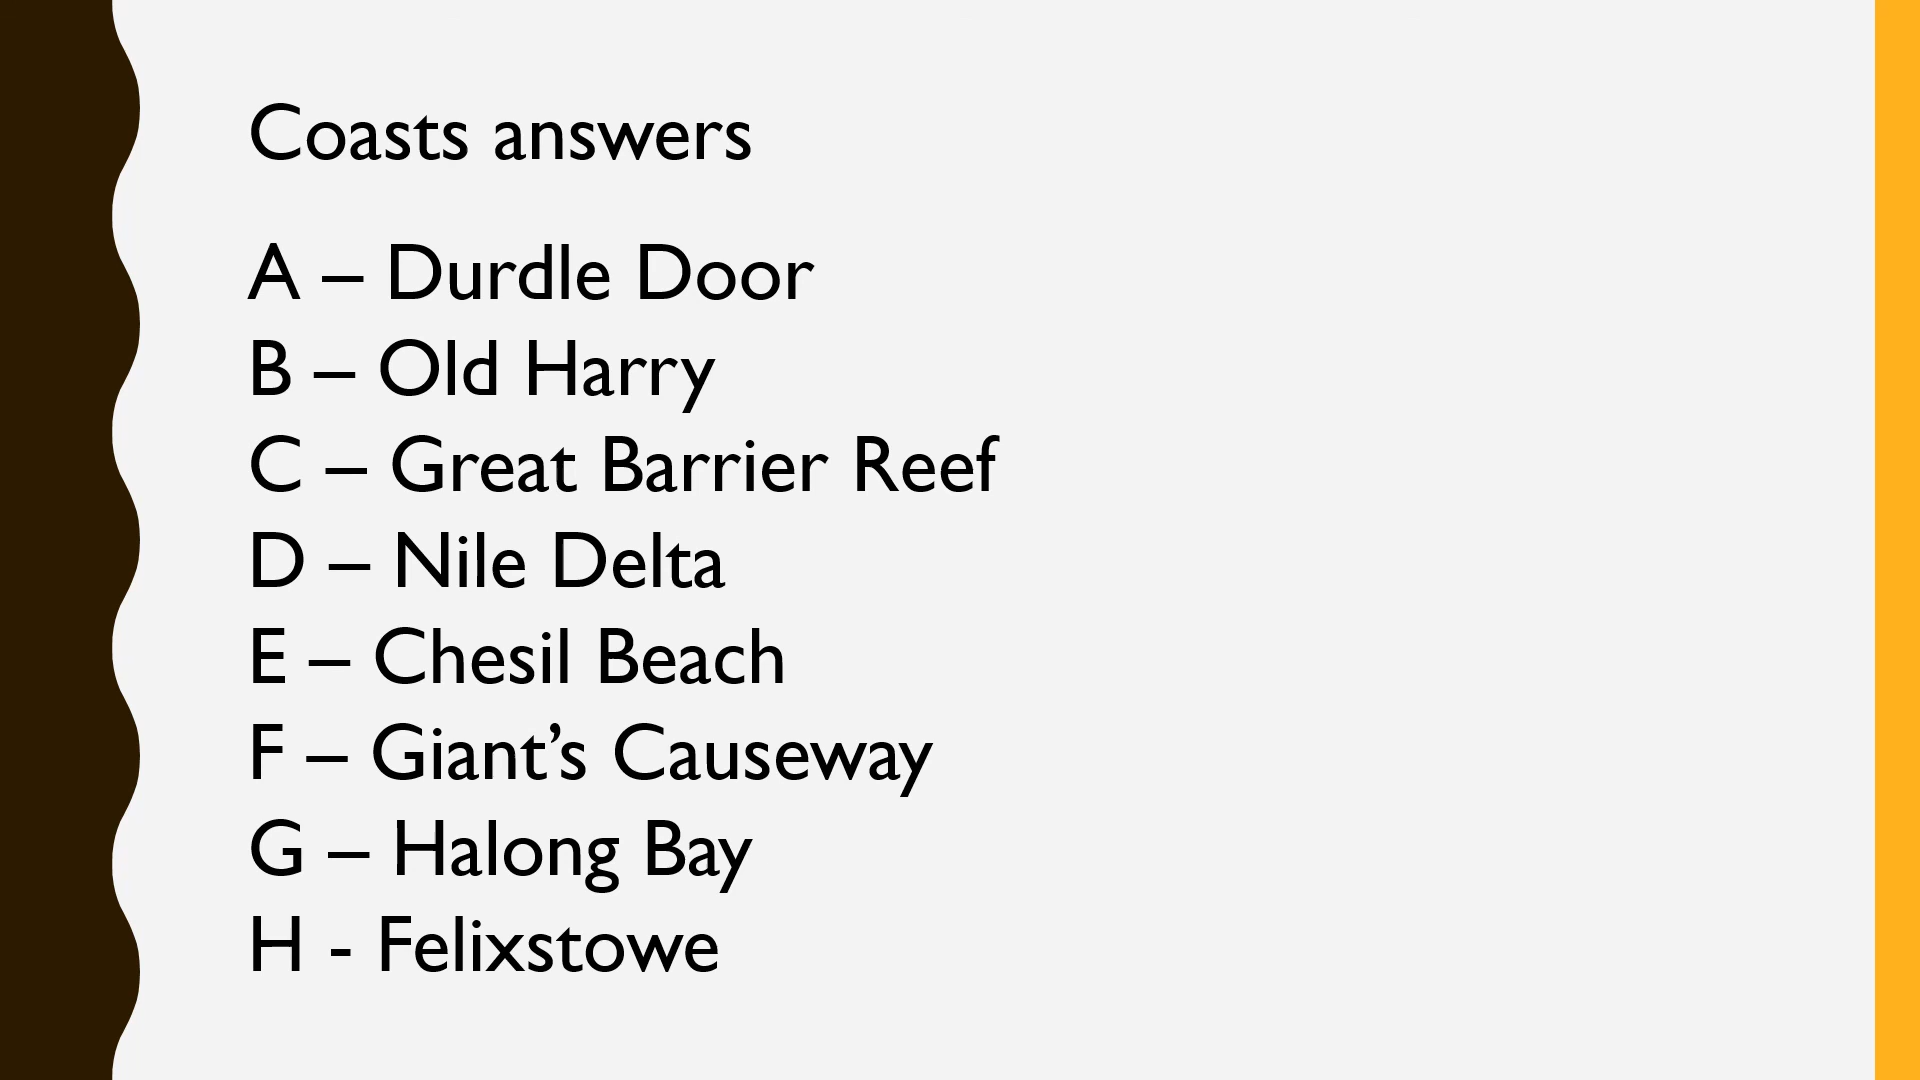 Coasts answers
A – Durdle Door
B – Old Harry
C – Great Barrier Reef
D – Nile Delta
E – Chesil Beach
F – Giant’s Causeway
G – Halong Bay
H - Felixstowe